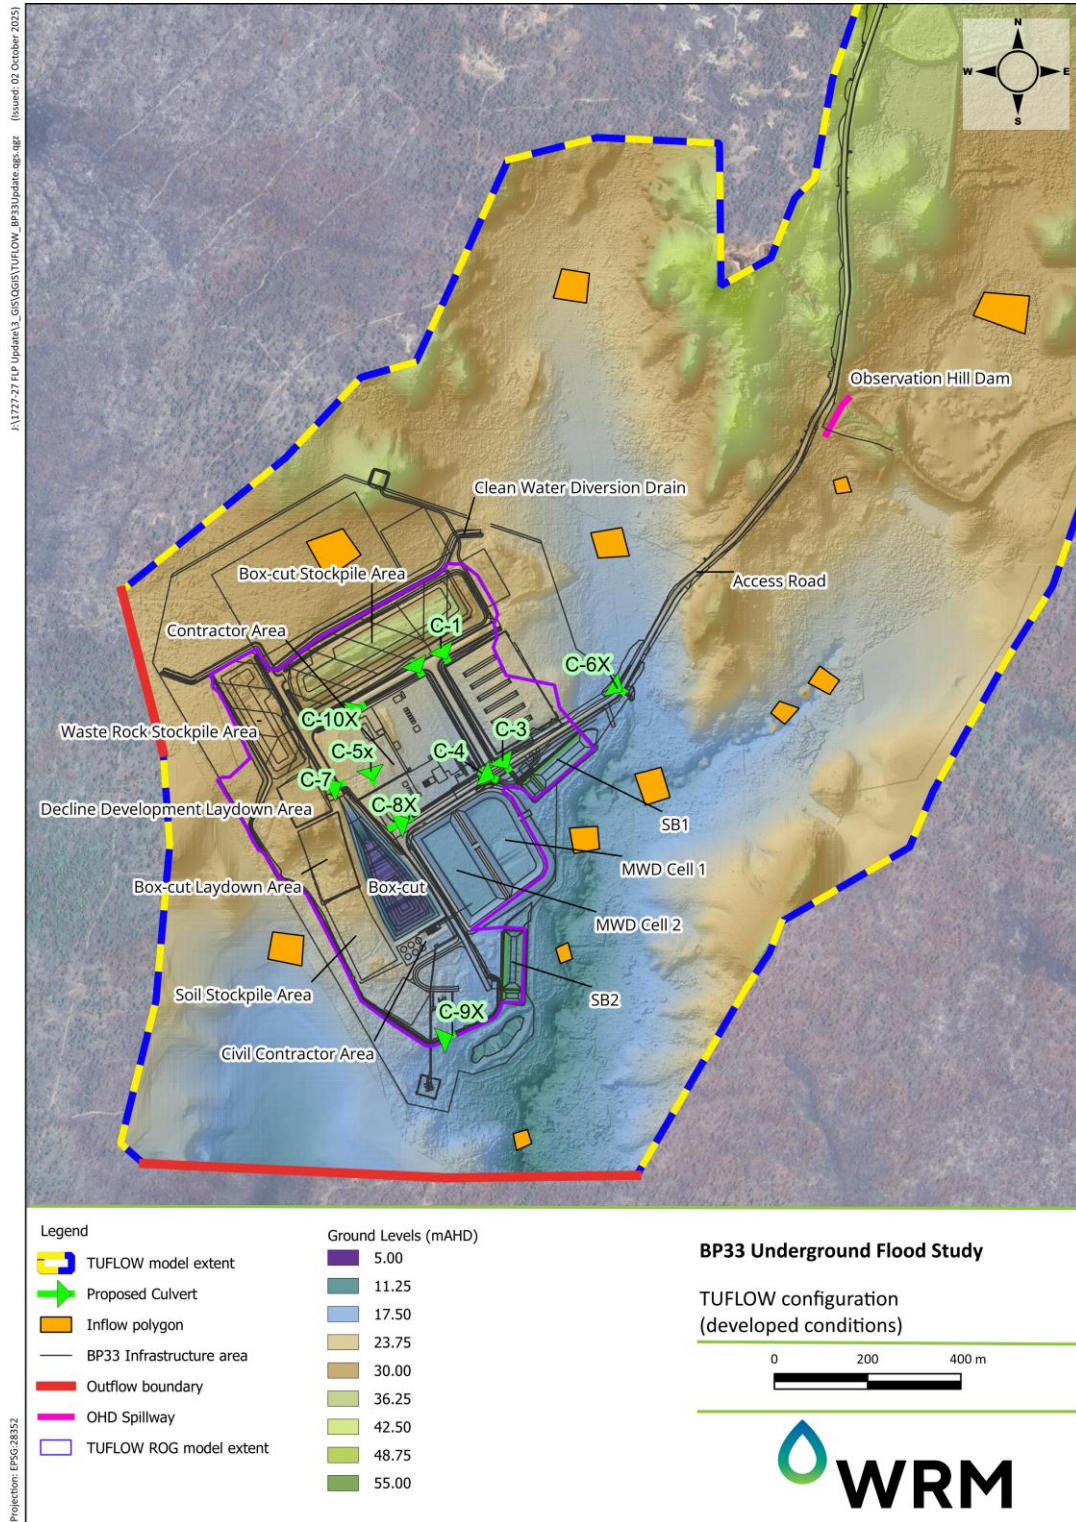 J:\1727-27 FLP Update\3_GIS\QGIS\TUFLOW_BP33Update.qgs.qgz (Issued: 02 October 2025)
N
W
E
S
Observation Hill Dam
Clean Water Diversion Drain
Box-cut Stockpile Area
Access Road
Contractor Area
C-1
C-6X
C-10X
Waste Rock Stockpile Area
C-3
C-5x
C-4
C-7
Decline Development Laydown Area
C-8X
SB1
MWD Cell 1
Box-cut Laydown Area
Box-cut
MWD Cell 2
Soil Stockpile Area
SB2
C-9X
Civil Contractor Area
Projection: EPSG:28352
Legend
TUFLOW model extent
Proposed Culvert
Inflow polygon
BP33 Infrastructure area
Outflow boundary
OHD Spillway
TUFLOW ROG model extent
Ground Levels (mAHD)
5.00
11.25
17.50
23.75
30.00
36.25
42.50
48.75
55.00
BP33 Underground Flood Study
TUFLOW configuration
(developed conditions)
0 200 400 m
WRM